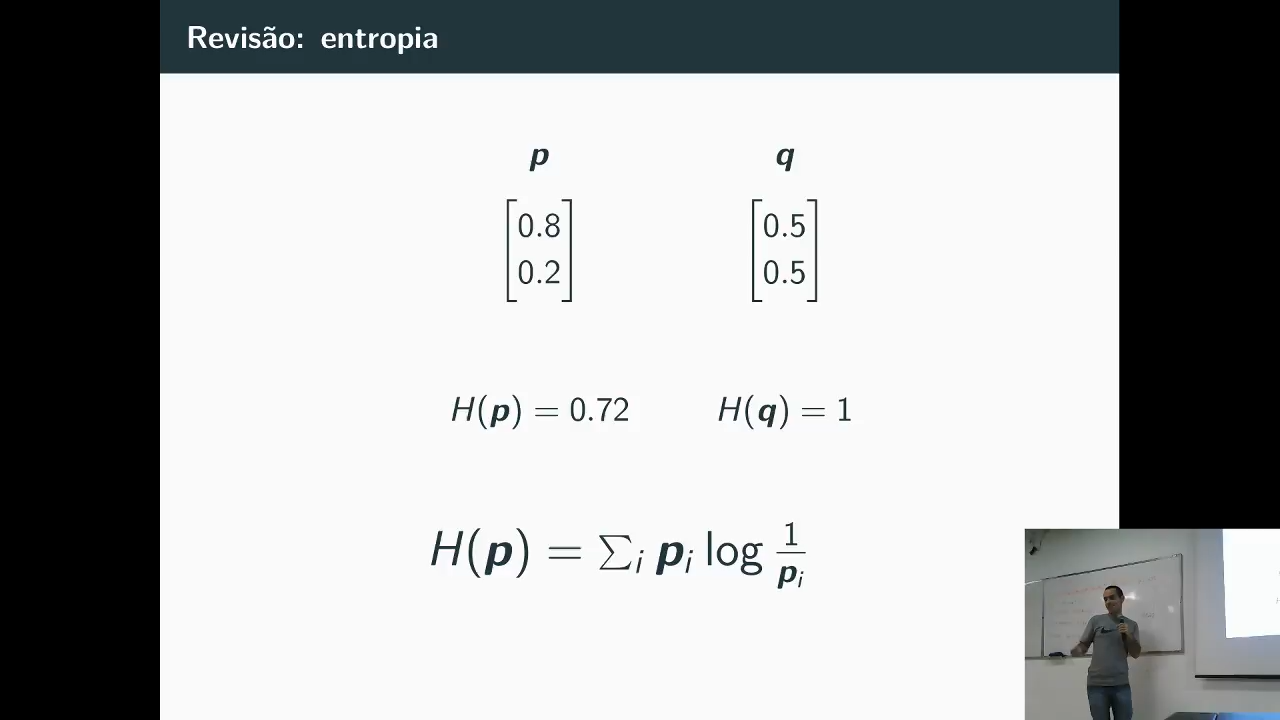 Revisão: entropia
p q
[0.8 0.2] [0.5 0.5]
H(p) = 0.72 H(q) = 1
H(p) = ∑ᵢ pᵢ log 1/pᵢ